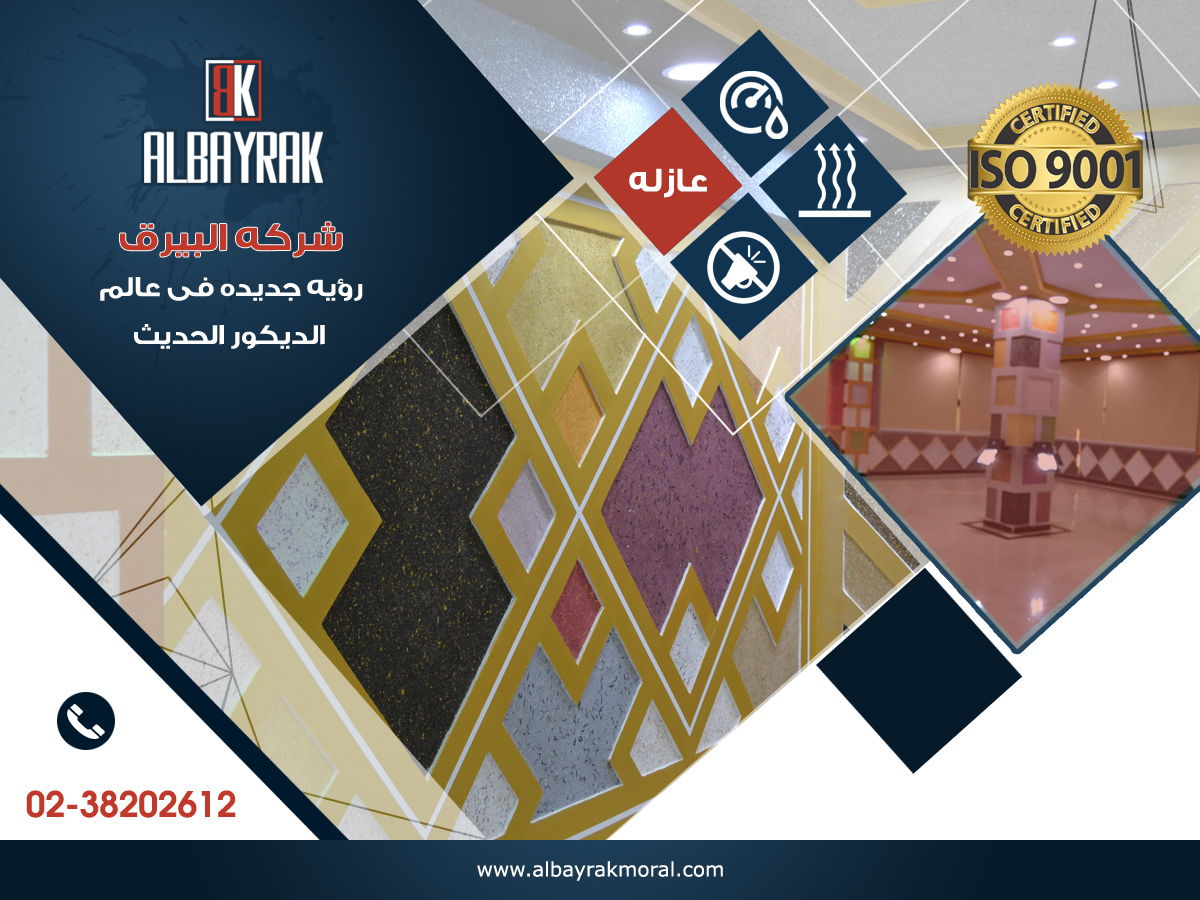 BK
ALBAYRAK
شركه البيرق
رؤيه جديده فى عالم
الديكور الحديث
عازله
CERTIFIED
ISO 9001
CERTIFIED
02-38202612
www.albayrakmoral.com